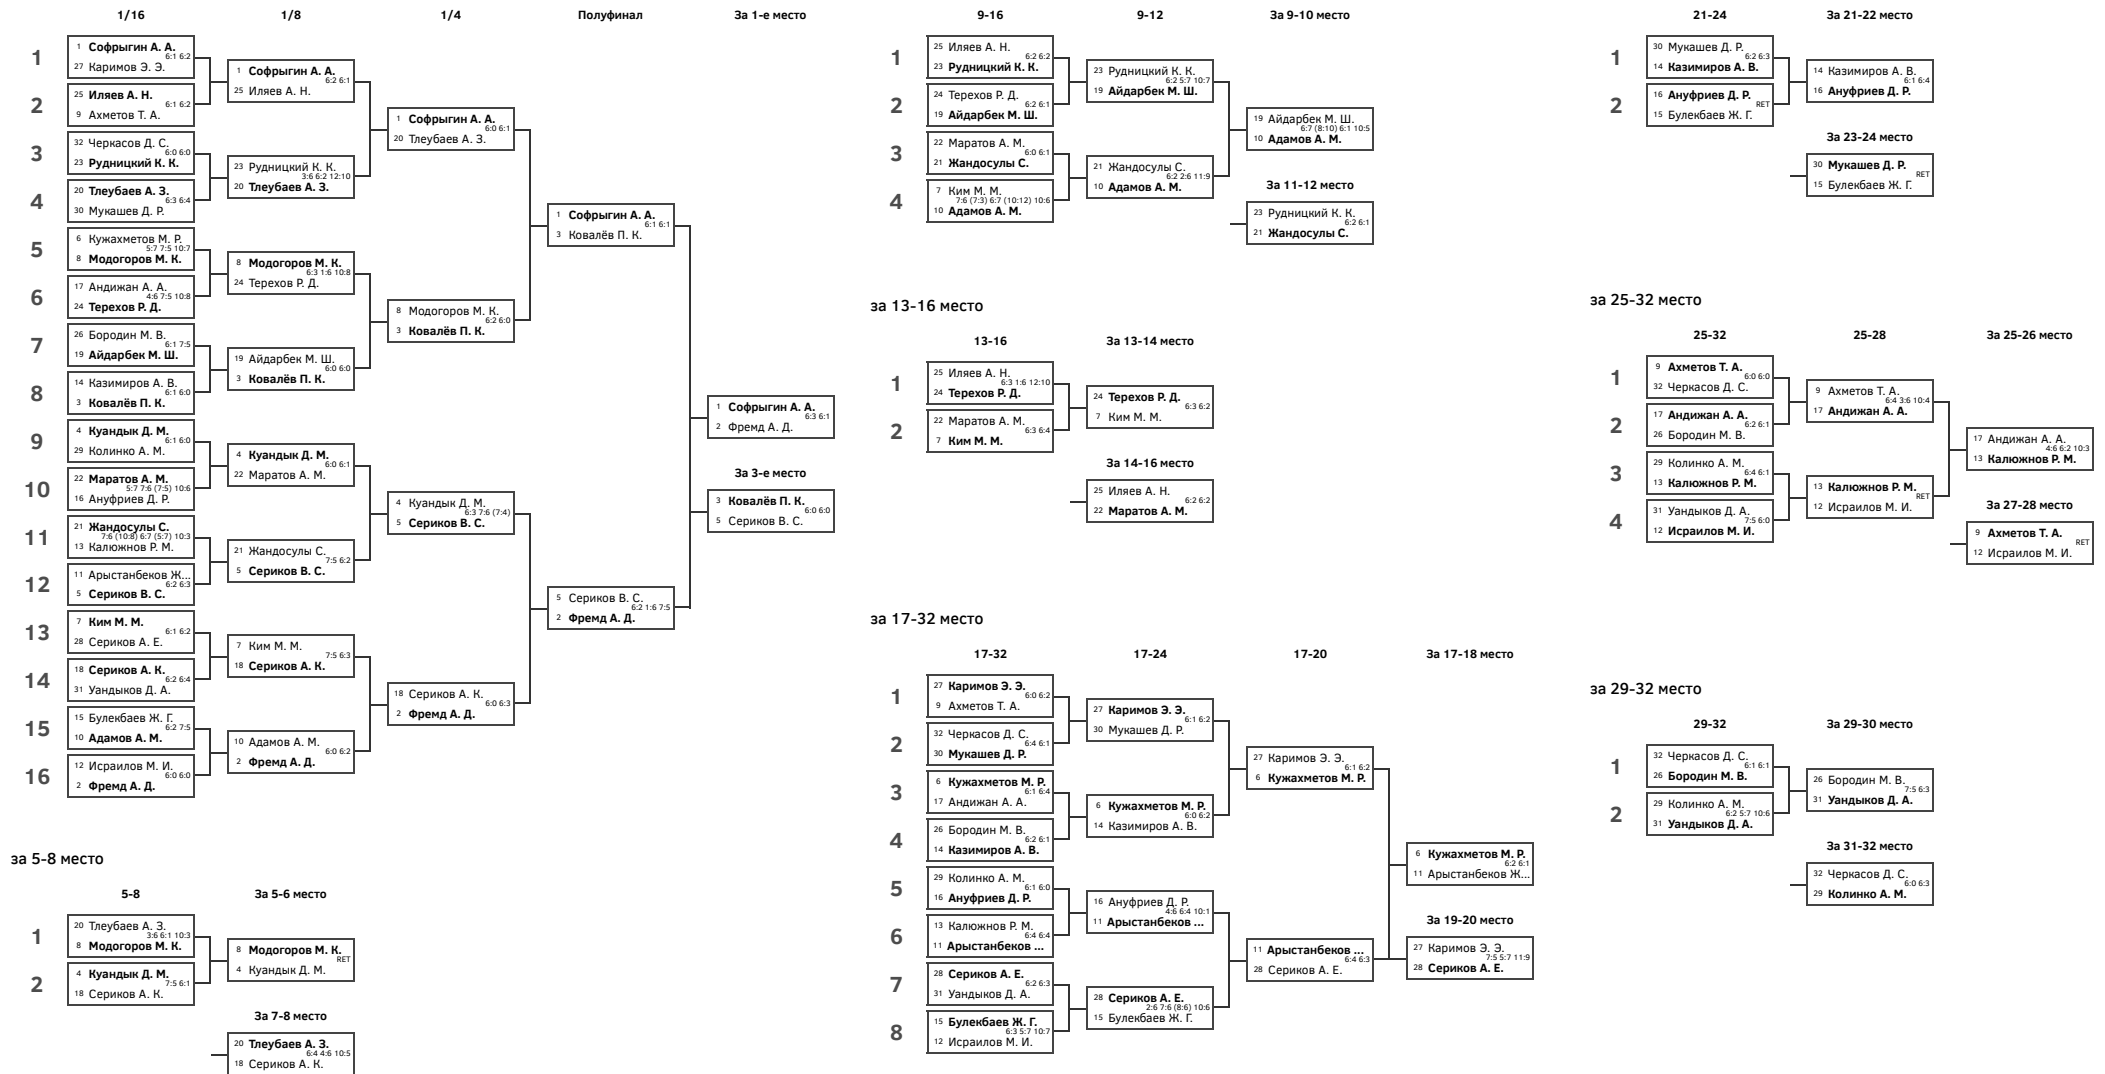 1/16
1/8
1/4
Полуфинал
За 1-е место
1
1 Софрыгин А. А.
6:1 6:2
27 Каримов Э. Э.
2
25 Иляев А. Н.
6:1 6:2
9 Ахметов Т. А.
3
32 Черкасов Д. С.
6:0 6:0
23 Рудницкий К. К.
4
20 Тлеубаев А. З.
6:3 6:4
30 Мукашев Д. Р.
5
6 Кужахметов М. Р.
5:7 7:5 10:7
8 Модогоров М. К.
6
17 Андижан А. А.
4:6 7:5 10:8
24 Терехов Р. Д.
7
26 Бородин М. В.
6:1 7:5
19 Айдарбек М. Ш.
8
14 Казимиров А. В.
6:1 6:0
3 Ковалёв П. К.
9
4 Куандык Д. М.
6:1 6:0
29 Колинко А. М.
10
22 Маратов А. М.
5:7 7:6 (7:5) 10:6
16 Ануфриев Д. Р.
11
21 Жандосулы С.
7:6 (10:8) 6:7 (5:7) 10:3
13 Калюжнов Р. М.
12
11 Арыстанбеков Ж...
6:2 6:3
5 Сериков В. С.
13
7 Ким М. М.
6:1 6:2
28 Сериков А. Е.
14
18 Сериков А. К.
6:2 6:4
31 Уандыков Д. А.
15
15 Булекбаев Ж. Г.
6:2 7:5
10 Адамов А. М.
16
12 Исраилов М. И.
6:0 6:0
2 Фремд А. Д.
1 Софрыгин А. А.
6:2 6:1
25 Иляев А. Н.
23 Рудницкий К. К.
3:6 6:2 12:10
20 Тлеубаев А. З.
8 Модогоров М. К.
6:3 1:6 10:8
24 Терехов Р. Д.
19 Айдарбек М. Ш.
6:0 6:0
3 Ковалёв П. К.
4 Куандык Д. М.
6:0 6:1
22 Маратов А. М.
21 Жандосулы С.
7:5 6:2
5 Сериков В. С.
7 Ким М. М.
7:5 6:3
18 Сериков А. К.
10 Адамов А. М.
6:0 6:2
2 Фремд А. Д.
1 Софрыгин А. А.
6:0 6:1
20 Тлеубаев А. З.
8 Модогоров М. К.
6:2 6:0
3 Ковалёв П. К.
4 Куандык Д. М.
6:3 7:6 (7:4)
5 Сериков В. С.
18 Сериков А. К.
6:0 6:3
2 Фремд А. Д.
1 Софрыгин А. А.
6:1 6:1
3 Ковалёв П. К.
5 Сериков В. С.
6:2 1:6 7:5
2 Фремд А. Д.
1 Софрыгин А. А.
6:3 6:1
2 Фремд А. Д.
За 3-е место
3 Ковалёв П. К.
6:0 6:0
5 Сериков В. С.
за 5-8 место
5-8
За 5-6 место
1
20 Тлеубаев А. З.
3:6 6:1 10:3
8 Модогоров М. К.
2
4 Куандык Д. М.
7:5 6:1
18 Сериков А. К.
8 Модогоров М. К.
RET
4 Куандык Д. М.
За 7-8 место
20 Тлеубаев А. З.
6:4 4:6 10:5
18 Сериков А. К.
9-16
9-12
За 9-10 место
1
25 Иляев А. Н.
6:2 6:2
23 Рудницкий К. К.
2
24 Терехов Р. Д.
6:2 6:1
19 Айдарбек М. Ш.
3
22 Маратов А. М.
6:0 6:1
21 Жандосулы С.
4
7 Ким М. М.
7:6 (7:3) 6:7 (10:12) 10:6
10 Адамов А. М.
23 Рудницкий К. К.
6:2 5:7 10:7
19 Айдарбек М. Ш.
21 Жандосулы С.
6:2 2:6 11:9
10 Адамов А. М.
19 Айдарбек М. Ш.
6:7 (8:10) 6:1 10:5
10 Адамов А. М.
За 11-12 место
23 Рудницкий К. К.
6:2 6:1
21 Жандосулы С.
за 13-16 место
13-16
За 13-14 место
1
25 Иляев А. Н.
6:3 1:6 12:10
24 Терехов Р. Д.
2
22 Маратов А. М.
6:3 6:4
7 Ким М. М.
24 Терехов Р. Д.
6:3 6:2
7 Ким М. М.
За 14-16 место
25 Иляев А. Н.
6:2 6:2
22 Маратов А. М.
за 17-32 место
17-32
17-24
17-20
За 17-18 место
1
27 Каримов Э. Э.
6:0 6:2
9 Ахметов Т. А.
2
32 Черкасов Д. С.
6:4 6:1
30 Мукашев Д. Р.
3
6 Кужахметов М. Р.
6:1 6:4
17 Андижан А. А.
4
26 Бородин М. В.
6:2 6:1
14 Казимиров А. В.
5
29 Колинко А. М.
6:1 6:0
16 Ануфриев Д. Р.
6
13 Калюжнов Р. М.
6:4 6:4
11 Арыстанбеков ...
7
28 Сериков А. Е.
6:2 6:3
31 Уандыков Д. А.
8
15 Булекбаев Ж. Г.
6:3 5:7 10:7
12 Исраилов М. И.
27 Каримов Э. Э.
6:1 6:2
30 Мукашев Д. Р.
6 Кужахметов М. Р.
6:0 6:2
14 Казимиров А. В.
16 Ануфриев Д. Р.
4:6 6:4 10:1
11 Арыстанбеков ...
28 Сериков А. Е.
2:6 7:6 (8:6) 10:6
15 Булекбаев Ж. Г.
27 Каримов Э. Э.
6:1 6:2
6 Кужахметов М. Р.
11 Арыстанбеков ...
6:4 6:3
28 Сериков А. Е.
6 Кужахметов М. Р.
6:2 6:1
11 Арыстанбеков Ж...
За 19-20 место
27 Каримов Э. Э.
7:5 5:7 11:9
28 Сериков А. Е.
21-24
За 21-22 место
1
30 Мукашев Д. Р.
6:2 6:3
14 Казимиров А. В.
2
16 Ануфриев Д. Р.
RET
15 Булекбаев Ж. Г.
14 Казимиров А. В.
6:1 6:4
16 Ануфриев Д. Р.
За 23-24 место
30 Мукашев Д. Р.
RET
15 Булекбаев Ж. Г.
за 25-32 место
25-32
25-28
За 25-26 место
1
9 Ахметов Т. А.
6:0 6:0
32 Черкасов Д. С.
2
17 Андижан А. А.
6:2 6:1
26 Бородин М. В.
3
29 Колинко А. М.
6:4 6:1
13 Калюжнов Р. М.
4
31 Уандыков Д. А.
7:5 6:0
12 Исраилов М. И.
9 Ахметов Т. А.
6:4 3:6 10:4
17 Андижан А. А.
13 Калюжнов Р. М.
RET
12 Исраилов М. И.
17 Андижан А. А.
4:6 6:2 10:3
13 Калюжнов Р. М.
За 27-28 место
9 Ахметов Т. А.
RET
12 Исраилов М. И.
за 29-32 место
29-32
За 29-30 место
1
32 Черкасов Д. С.
6:1 6:1
26 Бородин М. В.
2
29 Колинко А. М.
6:2 5:7 10:6
31 Уандыков Д. А.
26 Бородин М. В.
7:5 6:3
31 Уандыков Д. А.
За 31-32 место
32 Черкасов Д. С.
6:0 6:3
29 Колинко А. М.